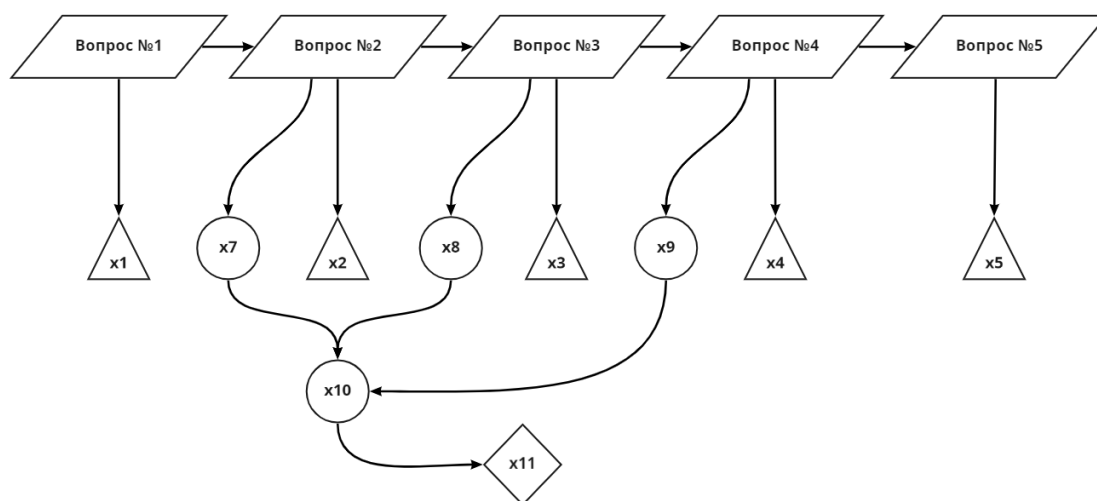 Вопрос №1
Вопрос №2
Вопрос №3
Вопрос №4
Вопрос №5
x1
x7
x2
x8
x3
x9
x4
x5
x10
x11